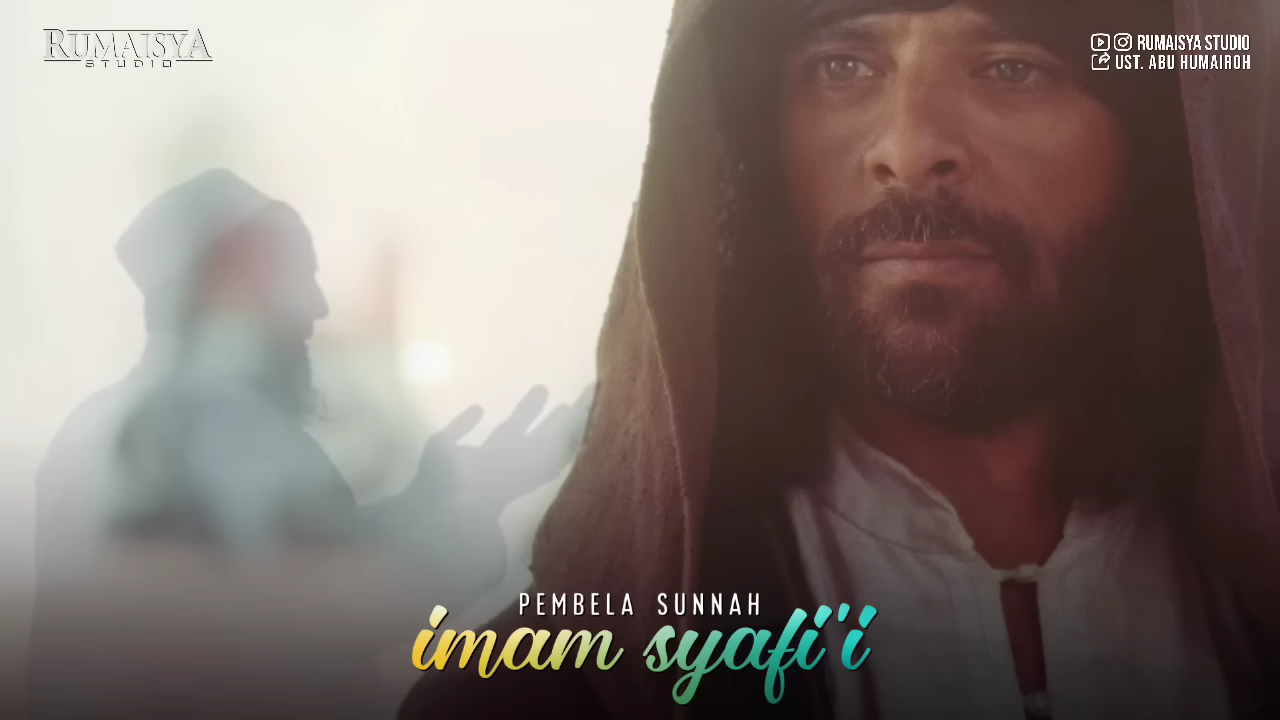 RUMAISYA
STUDIO
RUMAISYA STUDIO
UST. ABU HUMAIROH
PEMBELA SUNNAH
imam syafi'i